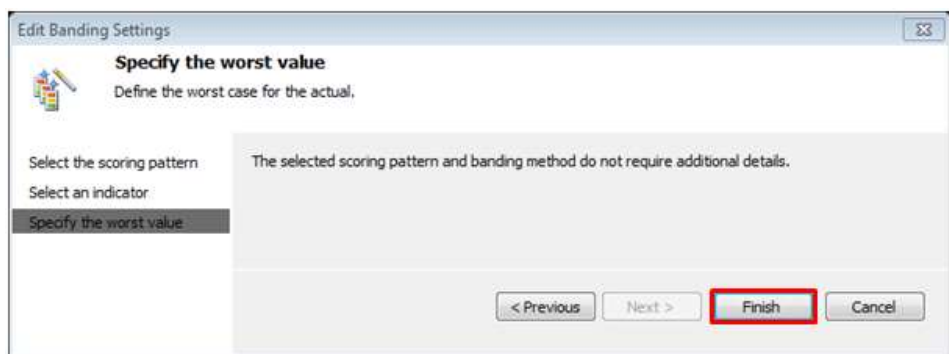 Edit Banding Settings
Specify the worst value
Define the worst case for the actual.
Select the scoring pattern
Select an indicator
Specify the worst value
The selected scoring pattern and banding method do not require additional details.
< Previous
Next >
Finish
Cancel